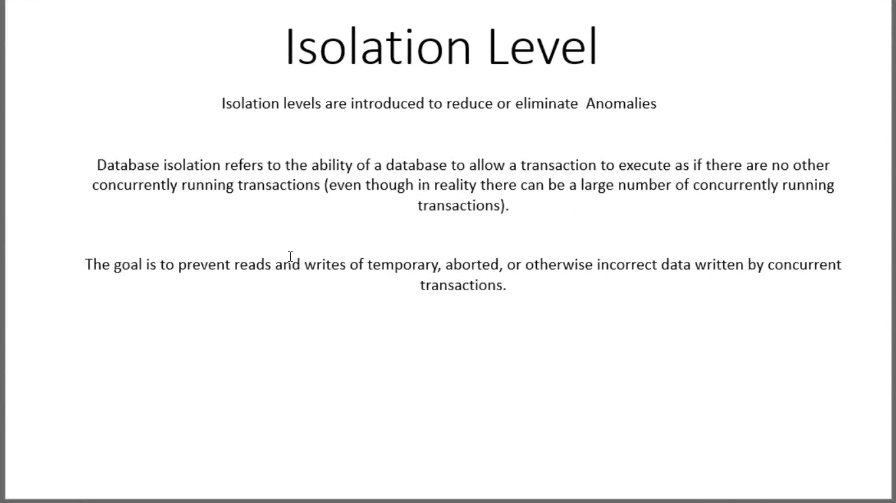 Isolation Level
Isolation levels are introduced to reduce or eliminate  Anomalies
Database isolation refers to the ability of a database to allow a transaction to execute as if there are no other
concurrently running transactions (even though in reality there can be a large number of concurrently running
transactions).
The goal is to prevent reads and writes of temporary, aborted, or otherwise incorrect data written by concurrent
transactions.